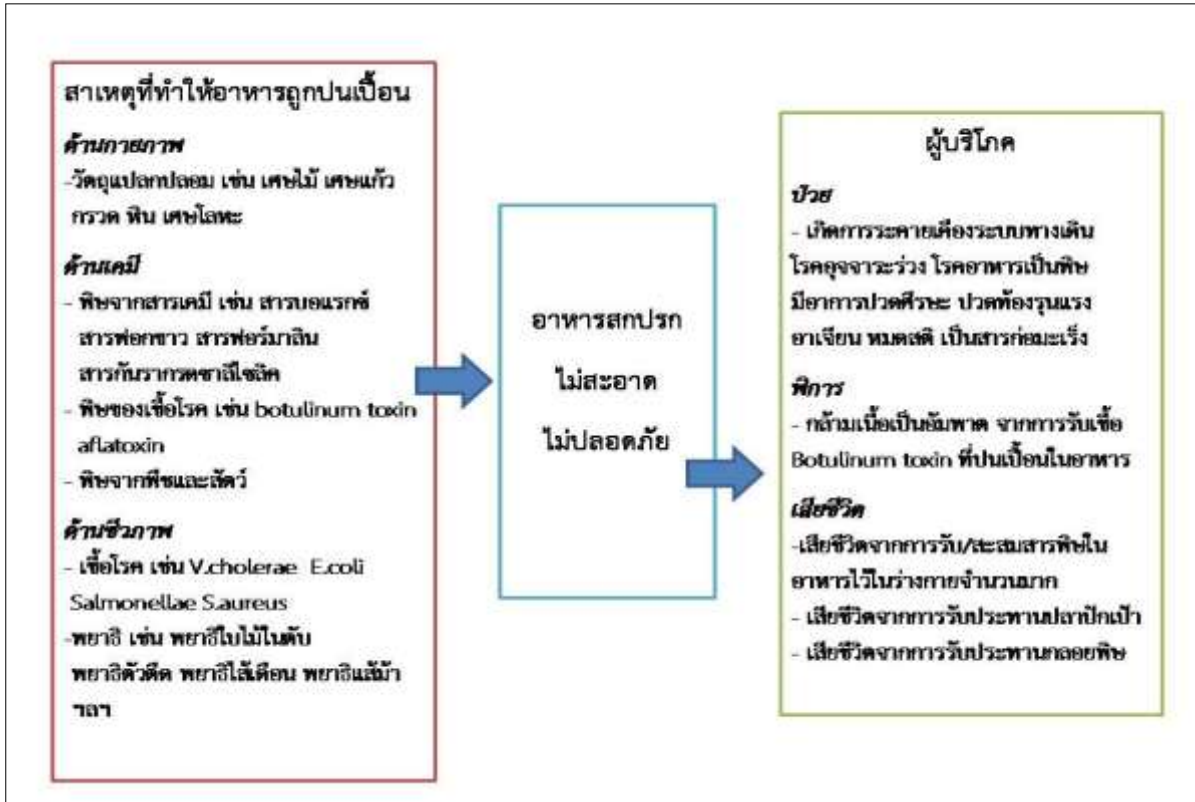 สาเหตุที่ทำให้อาหารถูกปนเปื้อน
ด้านกายภาพ
-วัตถุแปลกปลอม เช่น เศษไม้ เศษแก้ว
กรวด หิน เศษโลหะ
ด้านเคมี
- พิษจากสารเคมี เช่น สารบอแรกซ์
สารฟอกขาว สารฟอร์มาลิน
สารกันรากรดซาลิไซลิค
- พิษของเชื้อโรค เช่น botulinum toxin
aflatoxin
- พิษจากพืชและสัตว์
ด้านชีวภาพ
- เชื้อโรค เช่น V.cholerae E.coli
Salmonellae S.aureus
-พยาธิ เช่น พยาธิใบไม้ในตับ
พยาธิตัวตืด พยาธิไส้เดือน พยาธิแส้ม้า
ฯลฯ
อาหารสกปรก
ไม่สะอาด
ไม่ปลอดภัย
ผู้บริโภค
ป่วย
- เกิดการระคายเคืองระบบทางเดิน
โรคอุจจาระร่วง โรคอาหารเป็นพิษ
มีอาการปวดศีรษะ ปวดท้องรุนแรง
อาเจียน หมดสติ เป็นสารก่อมะเร็ง
พิการ
- กล้ามเนื้อเป็นอัมพาต จากการรับเชื้อ
Botulinum toxin ที่ปนเปื้อนในอาหาร
เสียชีวิต
-เสียชีวิตจากการรับ/สะสมสารพิษใน
อาหารไว้ในร่างกายจำนวนมาก
- เสียชีวิตจากการรับประทานปลาปักเป้า
- เสียชีวิตจากการรับประทานกลอยพิษ